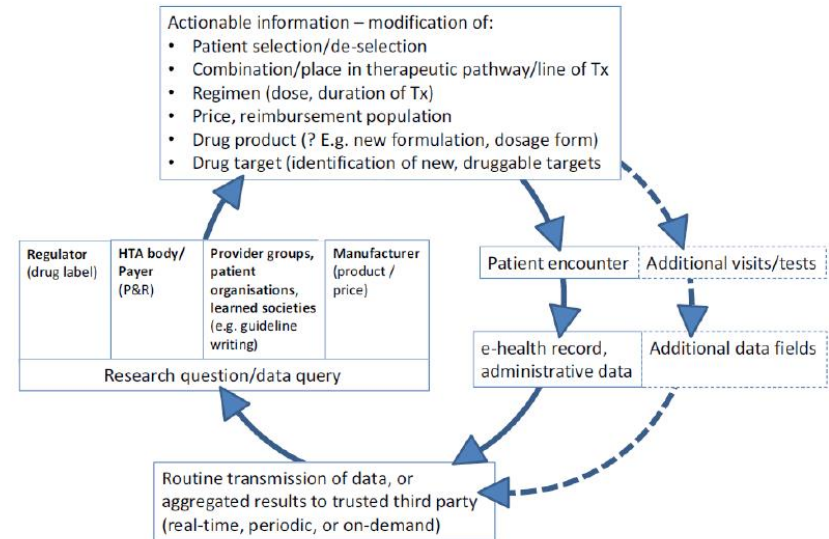 Actionable information – modification of:
• Patient selection/de-selection
• Combination/place in therapeutic pathway/line of Tx
• Regimen (dose, duration of Tx)
• Price, reimbursement population
• Drug product (? E.g. new formulation, dosage form)
• Drug target (identification of new, druggable targets
Regulator
(drug label)
HTA body/
Payer
(P&R)
Provider groups,
patient
organisations,
learned societies
(e.g. guideline
writing)
Manufacturer
(product /
price)
Research question/data query
Patient encounter
Additional visits/tests
e-health record,
administrative data
Additional data fields
Routine transmission of data, or
aggregated results to trusted third party
(real-time, periodic, or on-demand)